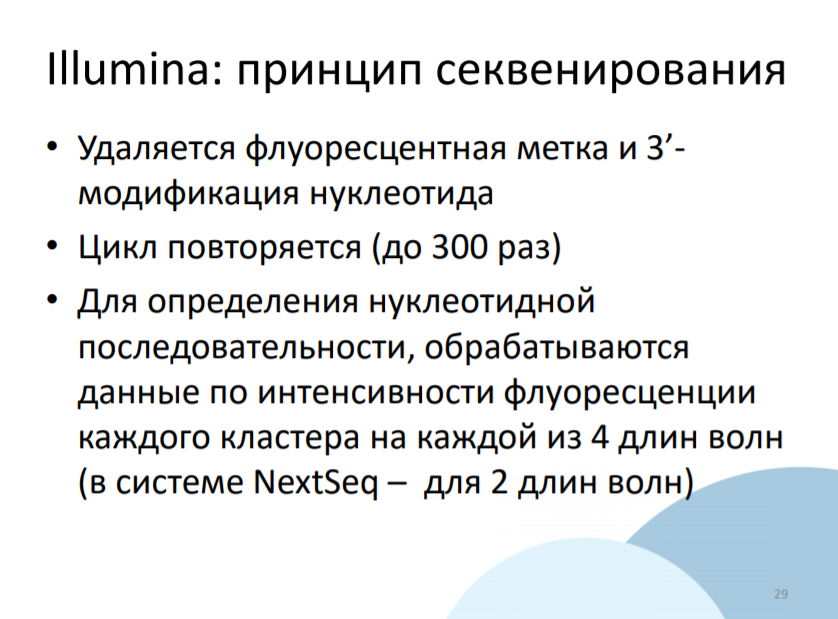 Illumina: принцип секвенирования
• Удаляется флуоресцентная метка и 3’-
модификация нуклеотида
• Цикл повторяется (до 300 раз)
• Для определения нуклеотидной
последовательности, обрабатываются
данные по интенсивности флуоресценции
каждого кластера на каждой из 4 длин волн
(в системе NextSeq – для 2 длин волн)
29